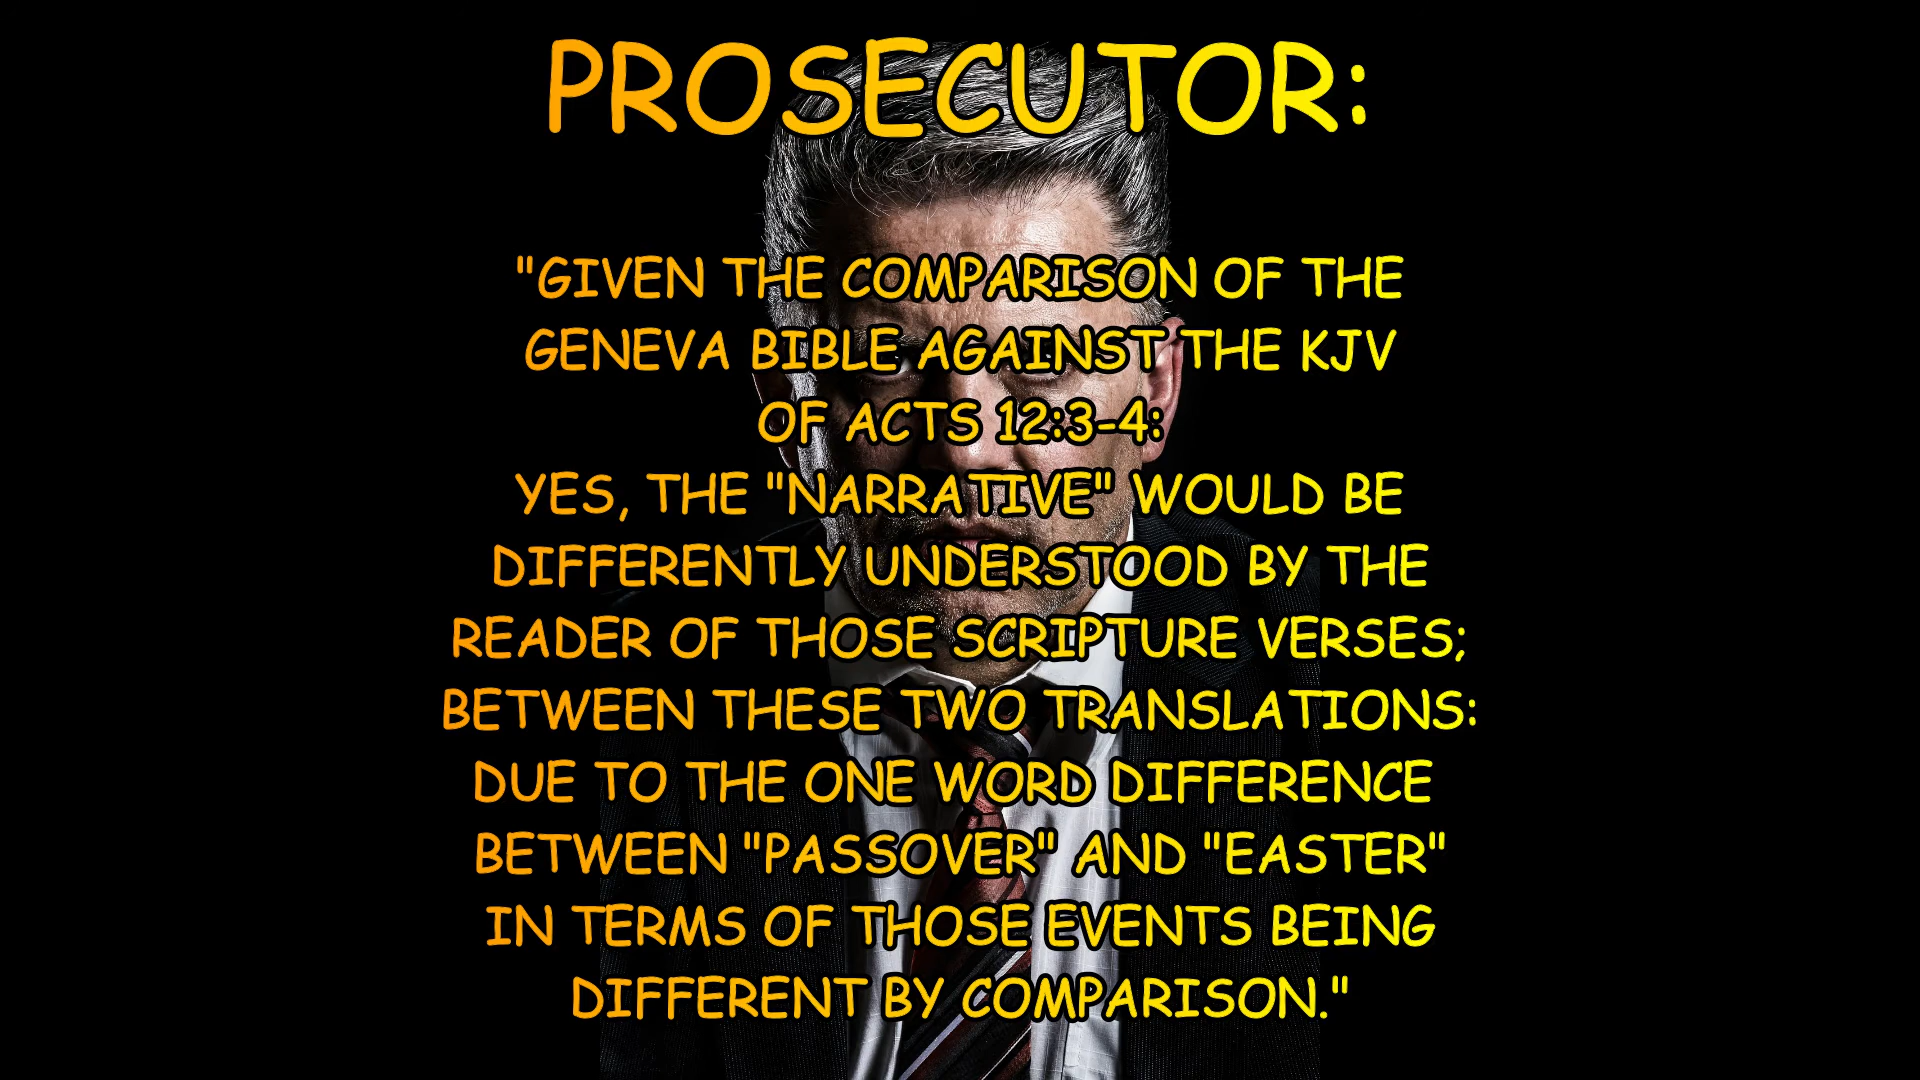 PROSECUTOR:
"GIVEN THE COMPARISON OF THE
GENEVA BIBLE AGAINST THE KJV
OF ACTS 12:3-4:
YES, THE "NARRATIVE" WOULD BE
DIFFERENTLY UNDERSTOOD BY THE
READER OF THOSE SCRIPTURE VERSES;
BETWEEN THESE TWO TRANSLATIONS:
DUE TO THE ONE WORD DIFFERENCE
BETWEEN "PASSOVER" AND "EASTER"
IN TERMS OF THOSE EVENTS BEING
DIFFERENT BY COMPARISON."